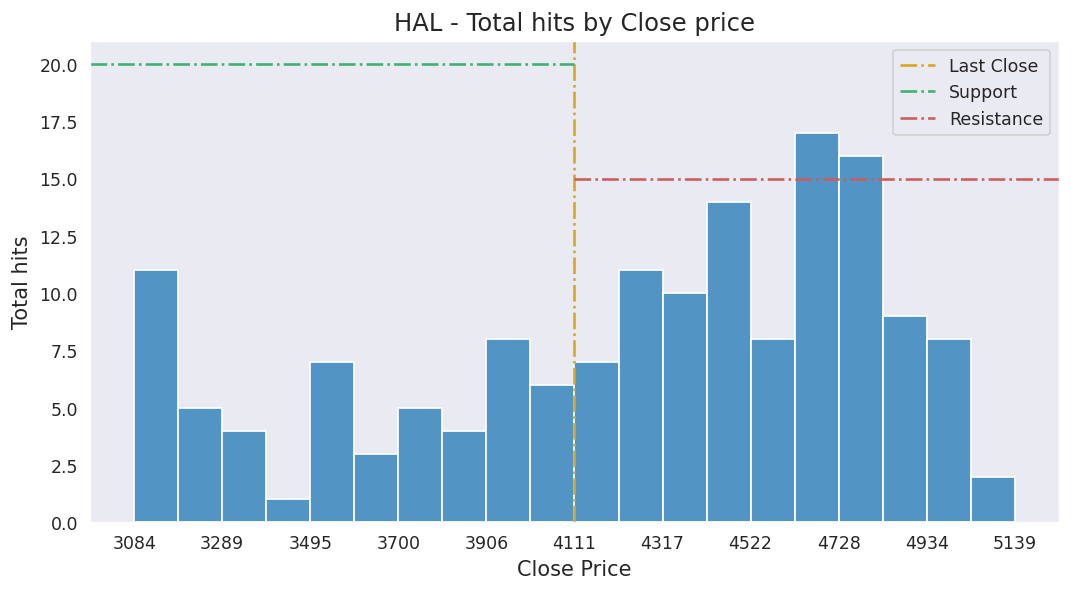 HAL - Total hits by Close price
Last Close
Support
Resistance
Total hits
20.0
17.5
15.0
12.5
10.0
7.5
5.0
2.5
0.0
3084 3289 3495 3700 3906 4111 4317 4522 4728 4934 5139
Close Price